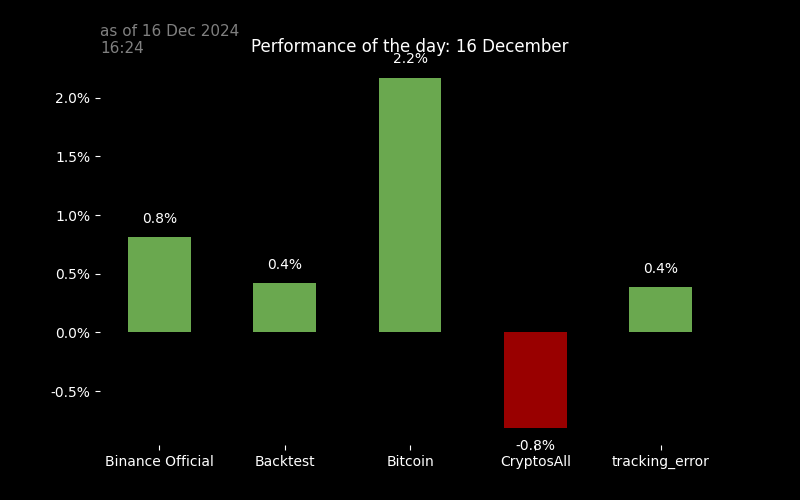 as of 16 Dec 2024
16:24
Performance of the day: 16 December
2.2%
2.0%
1.5%
1.0%
0.5%
0.0%
-0.5%
0.8%
0.4%
0.4%
-0.8%
Binance Official
Backtest
Bitcoin
CryptosAll
tracking_error